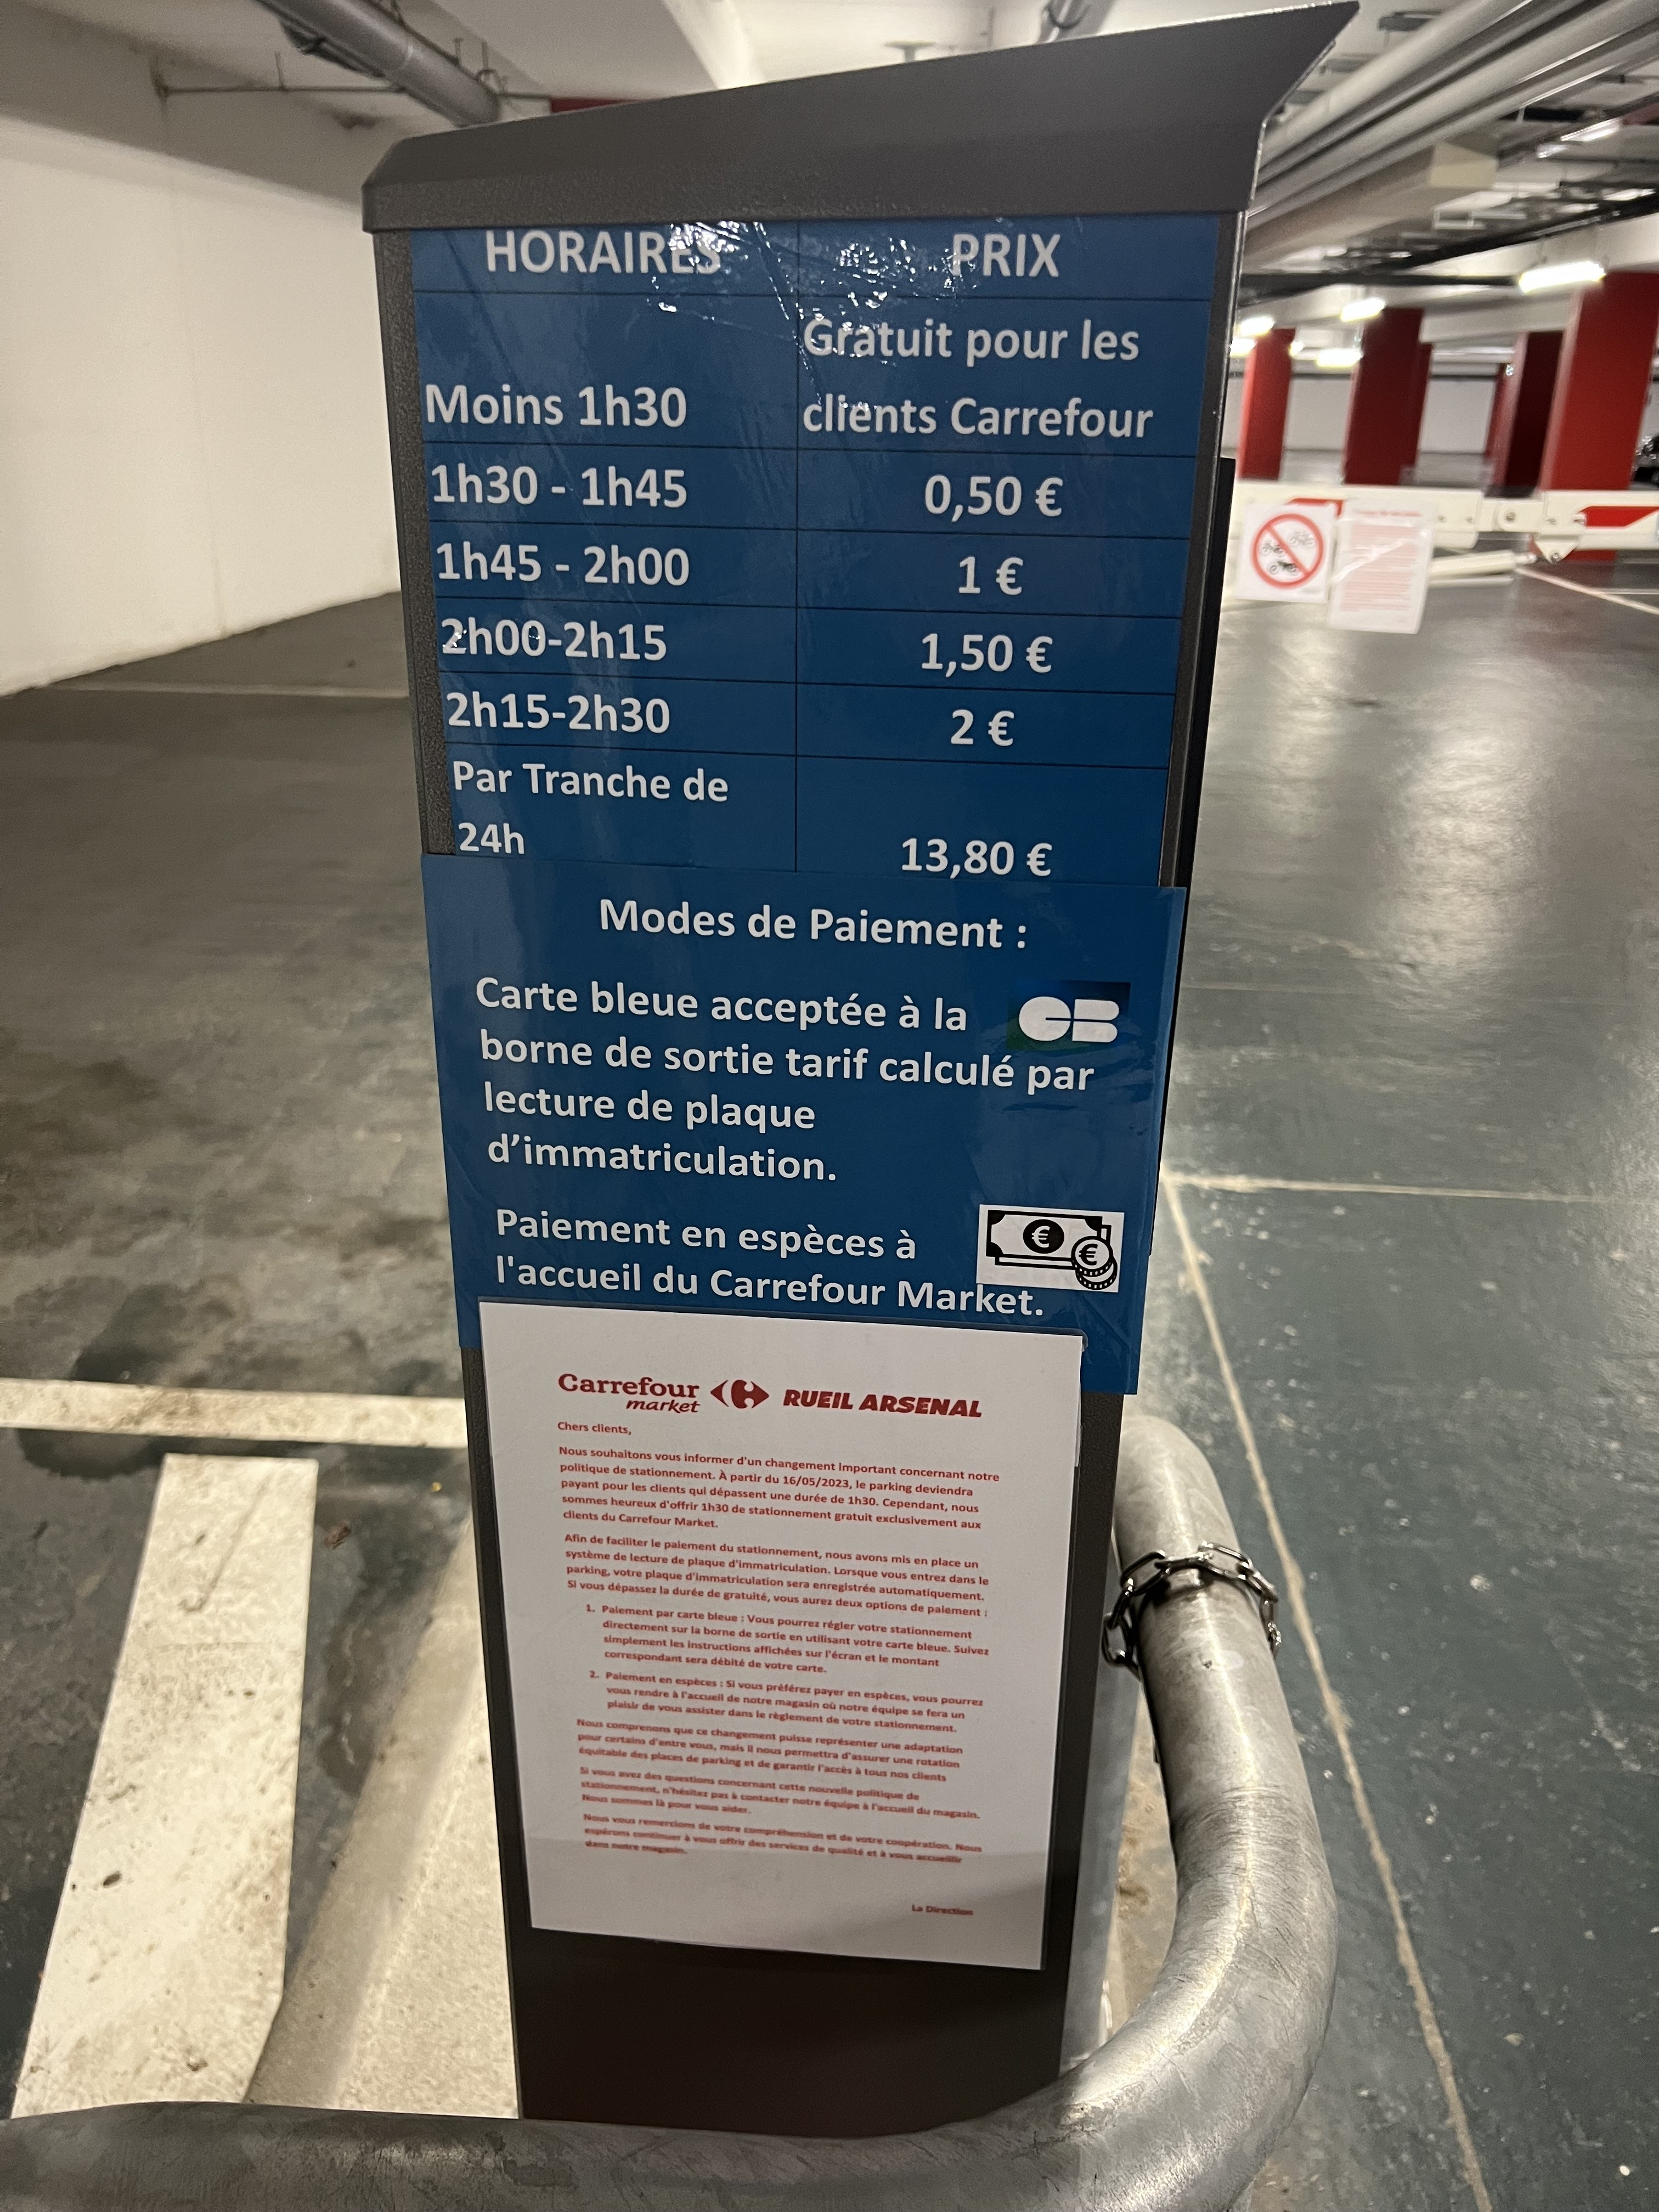 HORAIRES PRIX
Gratuit pour les
Moins 1h30 clients Carrefour
1h30 - 1h45 0,50 €
1h45 - 2h00 1 €
2h00-2h15 1,50 €
2h15-2h30 2 €
Par Tranche de
24h 13,80 €
Modes de Paiement :
Carte bleue acceptée à la CB
borne de sortie tarif calculé par
lecture de plaque
d’immatriculation.
Paiement en espèces à
l'accueil du Carrefour Market.
Carrefour
market RUEIL ARSENAL
Chers clients,
Nous souhaitons vous informer d'un changement important concernant notre
politique de stationnement. À partir du 16/05/2023, le parking deviendra
payant pour les clients qui dépassent une durée de 1h30. Cependant, nous
sommes heureux d'offrir 1h30 de stationnement gratuit exclusivement aux
clients du Carrefour Market.
Afin de faciliter le paiement du stationnement, nous avons mis en place un
système de lecture de plaque d'immatriculation. Lorsque vous entrez dans le
parking, votre plaque d'immatriculation sera enregistrée automatiquement.
Si vous dépassez la durée de gratuité, vous aurez deux options de paiement :
1. Paiement par carte bleue : Vous pourrez régler votre stationnement
directement sur la borne de sortie en utilisant votre carte bleue. Suivez
simplement les instructions affichées sur l'écran et le montant
correspondant sera débité de votre carte.
2. Paiement en espèces : Si vous préférez payer en espèces, vous pourrez
vous rendre à l'accueil de notre magasin où notre équipe se fera un
plaisir de vous assister dans le règlement de votre stationnement.
Nous comprenons que ce changement puisse représenter une adaptation
pour certains d'entre vous, mais il nous permettra d'assurer une rotation
équitable des places de parking et de garantir l'accès à tous nos clients
Si vous avez des questions concernant cette nouvelle politique de
stationnement, n'hésitez pas à contacter notre équipe à l'accueil du magasin.
Nous sommes là pour vous aider.
Nous vous remercions de votre compréhension et de votre coopération. Nous
espérons continuer à vous offrir des services de qualité et à vous accueillir
dans notre magasin.
La Direction